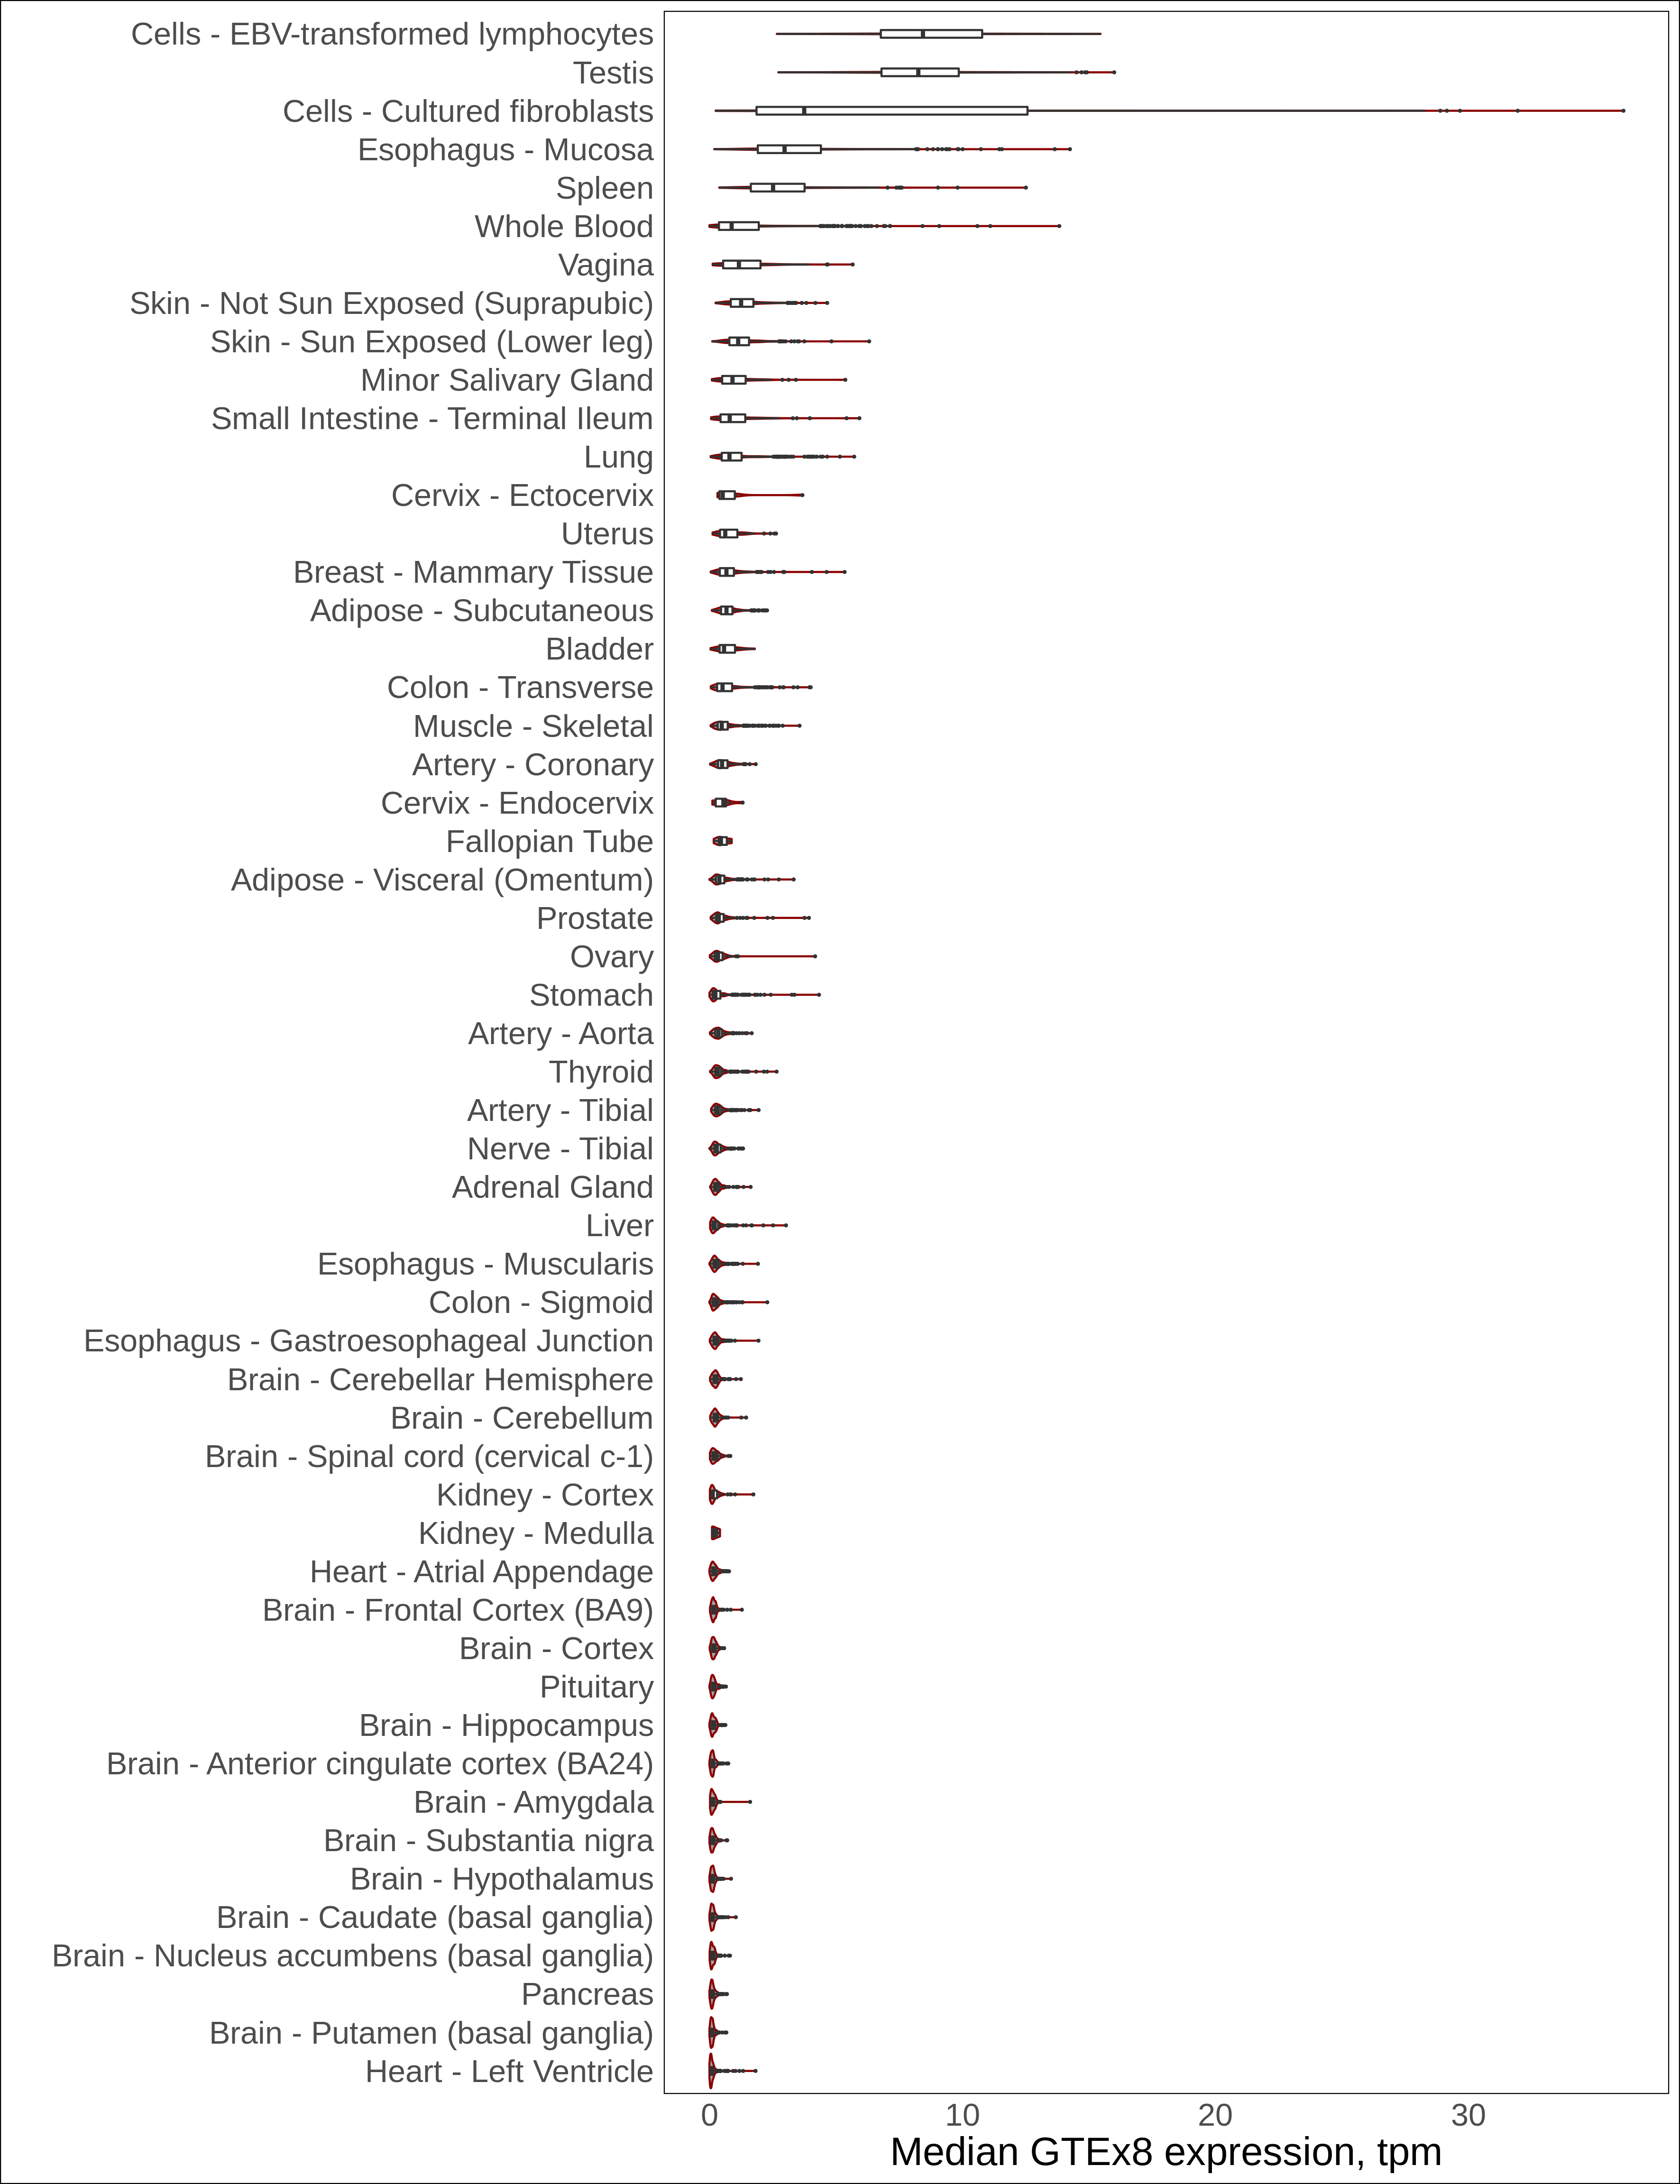 Cells - EBV-transformed lymphocytes
Testis
Cells - Cultured fibroblasts
Esophagus - Mucosa
Spleen
Whole Blood
Vagina
Skin - Not Sun Exposed (Suprapubic)
Skin - Sun Exposed (Lower leg)
Minor Salivary Gland
Small Intestine - Terminal Ileum
Lung
Cervix - Ectocervix
Uterus
Breast - Mammary Tissue
Adipose - Subcutaneous
Bladder
Colon - Transverse
Muscle - Skeletal
Artery - Coronary
Cervix - Endocervix
Fallopian Tube
Adipose - Visceral (Omentum)
Prostate
Ovary
Stomach
Artery - Aorta
Thyroid
Artery - Tibial
Nerve - Tibial
Adrenal Gland
Liver
Esophagus - Muscularis
Colon - Sigmoid
Esophagus - Gastroesophageal Junction
Brain - Cerebellar Hemisphere
Brain - Cerebellum
Brain - Spinal cord (cervical c-1)
Kidney - Cortex
Kidney - Medulla
Heart - Atrial Appendage
Brain - Frontal Cortex (BA9)
Brain - Cortex
Pituitary
Brain - Hippocampus
Brain - Anterior cingulate cortex (BA24)
Brain - Amygdala
Brain - Substantia nigra
Brain - Hypothalamus
Brain - Caudate (basal ganglia)
Brain - Nucleus accumbens (basal ganglia)
Pancreas
Brain - Putamen (basal ganglia)
Heart - Left Ventricle
0 10 20 30
Median GTEx8 expression, tpm